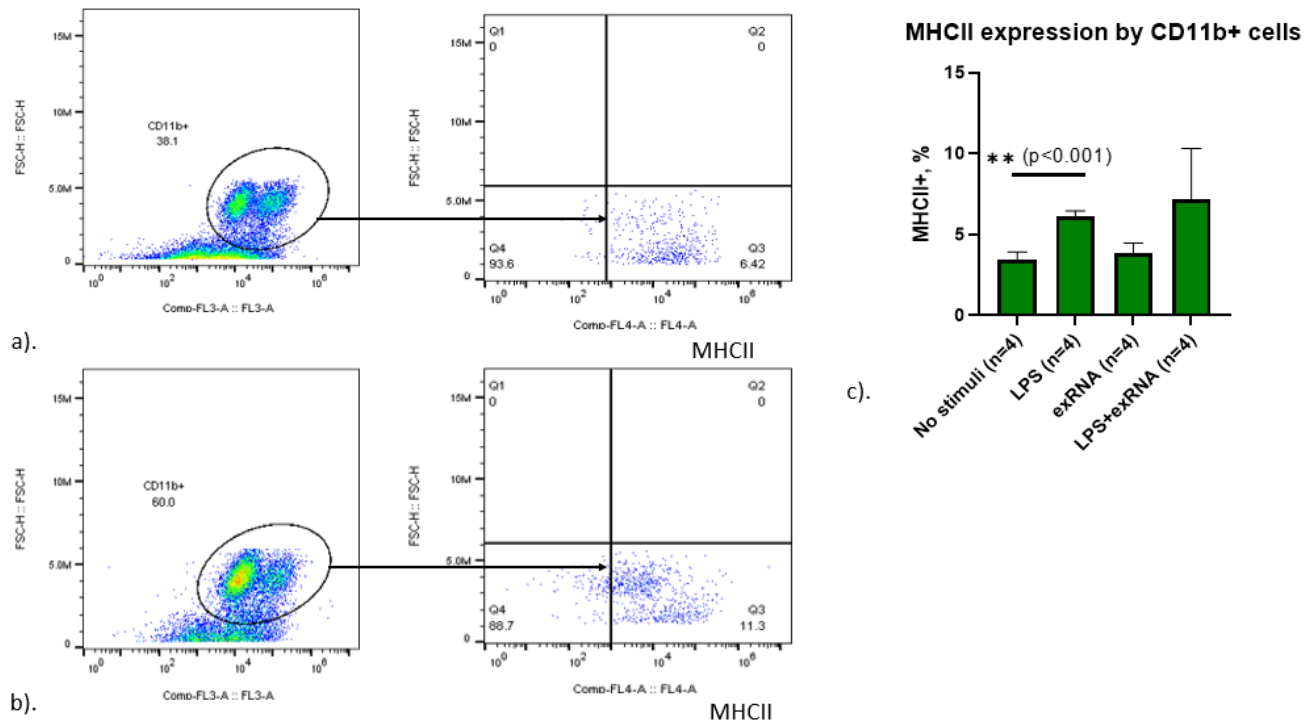 15M
10M
5.0M
0
FSC-H :: FSC-H
CD11b+
38.1
10^0 10^2 10^4 10^6
Comp-FL3-A :: FL3-A
15M
10M
5.0M
0
FSC-H :: FSC-H
Q1
0
Q2
0
Q4
93.6
Q3
6.42
10^0 10^2 10^4 10^6
Comp-FL4-A :: FL4-A
MHCII
a).
15M
10M
5.0M
0
FSC-H :: FSC-H
CD11b+
60.0
10^0 10^2 10^4 10^6
Comp-FL3-A :: FL3-A
15M
10M
5.0M
0
FSC-H :: FSC-H
Q1
0
Q2
0
Q4
88.7
Q3
11.3
10^0 10^2 10^4 10^6
Comp-FL4-A :: FL4-A
MHCII
b).
MHCII expression by CD11b+ cells
15
10
5
0
MHCII+, %
** (p<0.001)
No stimuli (n=4)
LPS (n=4)
exRNA (n=4)
LPS+exRNA (n=4)
c).